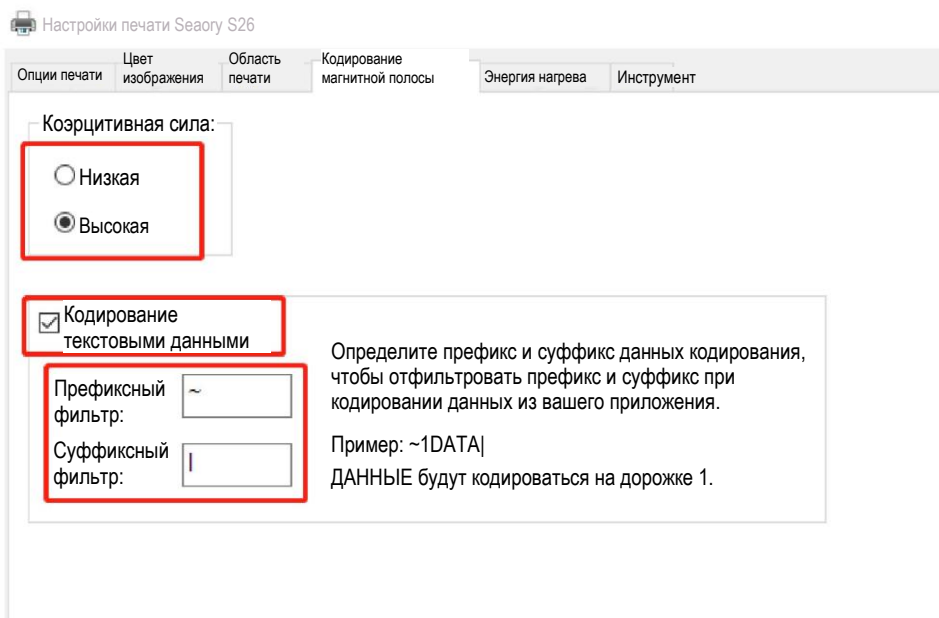 Настройки печати Seaory S26
Опции печати
Цвет
изображения
Область
печати
Кодирование
магнитной полосы
Энергия нагрева
Инструмент
Коэрцитивная сила:
Низкая
Высокая
Кодирование
текстовыми данными
Префиксный
фильтр:
~
Суффиксный
фильтр:
|
Определите префикс и суффикс данных кодирования,
чтобы отфильтровать префикс и суффикс при
кодировании данных из вашего приложения.
Пример: ~1DATA|
ДАННЫЕ будут кодироваться на дорожке 1.